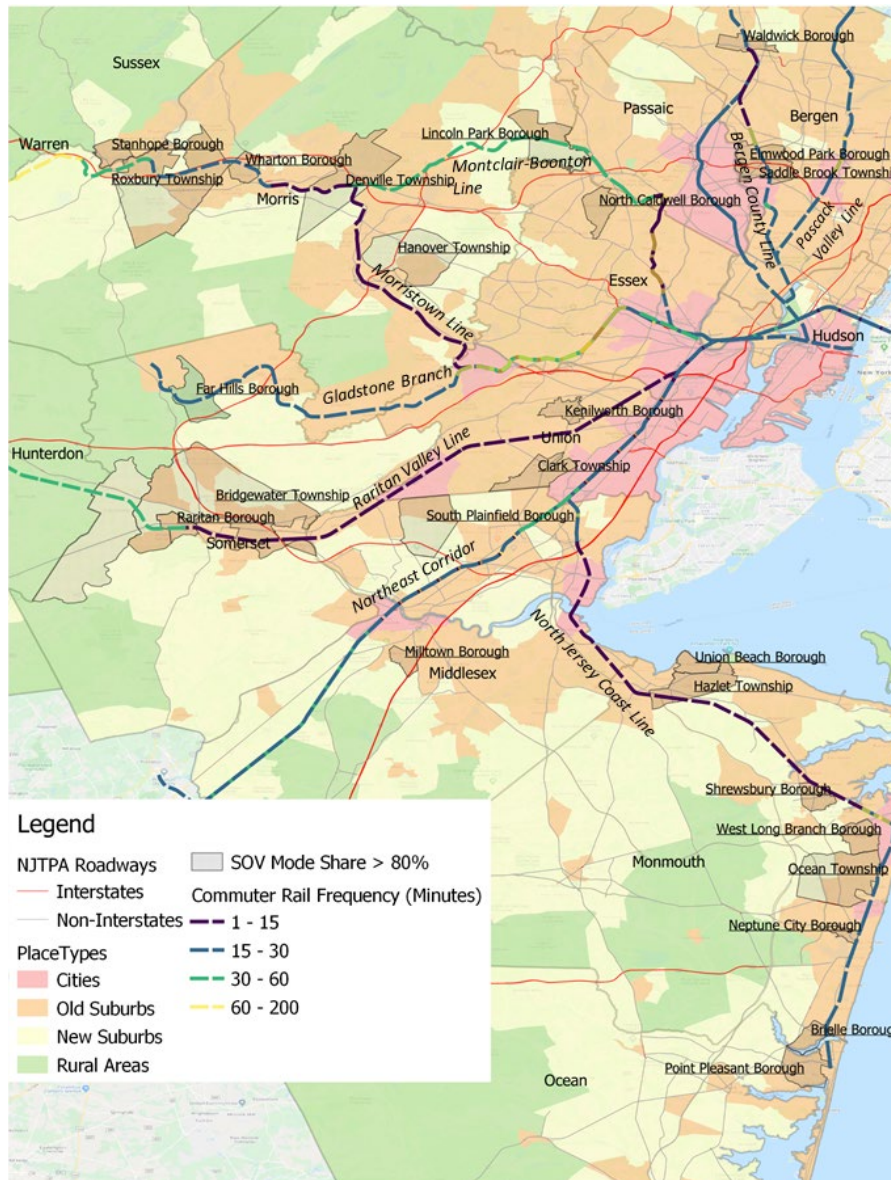 Waldwick Borough
Sussex
Passaic
Bergen
Warren
Stanhope Borough
Lincoln Park Borough
Elmwood Park Borough
Wharton Borough
Montclair-Boonton
Line
Saddle Brook Township
Roxbury Township
Denville Township
Morris
North Caldwell Borough
Bergen County Line
Pascack
Valley Line
Hanover Township
Essex
Morristown Line
Hudson
Gladstone Branch
Far Hills Borough
Kenilworth Borough
Union
Hunterdon
Raritan Valley Line
Clark Township
Bridgewater Township
Raritan Borough
South Plainfield Borough
Somerset
Northeast Corridor
Milltown Borough
Middlesex
North Jersey Coast Line
Union Beach Borough
Hazlet Township
Shrewsbury Borough
West Long Branch Borough
Monmouth
Ocean Township
Neptune City Borough
Brielle Boroug
Point Pleasant Borough
Ocean
Legend
NJTPA Roadways
Interstates
Non-Interstates
PlaceTypes
Cities
Old Suburbs
New Suburbs
Rural Areas
SOV Mode Share > 80%
Commuter Rail Frequency (Minutes)
1 - 15
15 - 30
30 - 60
60 - 200